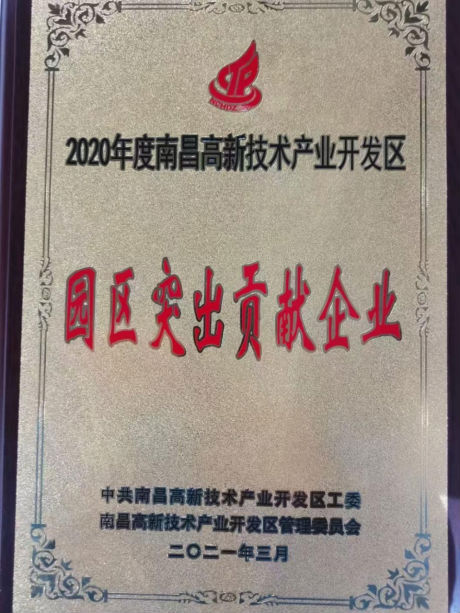 NCHDZ
2020年度南昌高新技术产业开发区
园区突出贡献企业
中共南昌高新技术产业开发区工委
南昌高新技术产业开发区管理委员会
二〇二一年三月